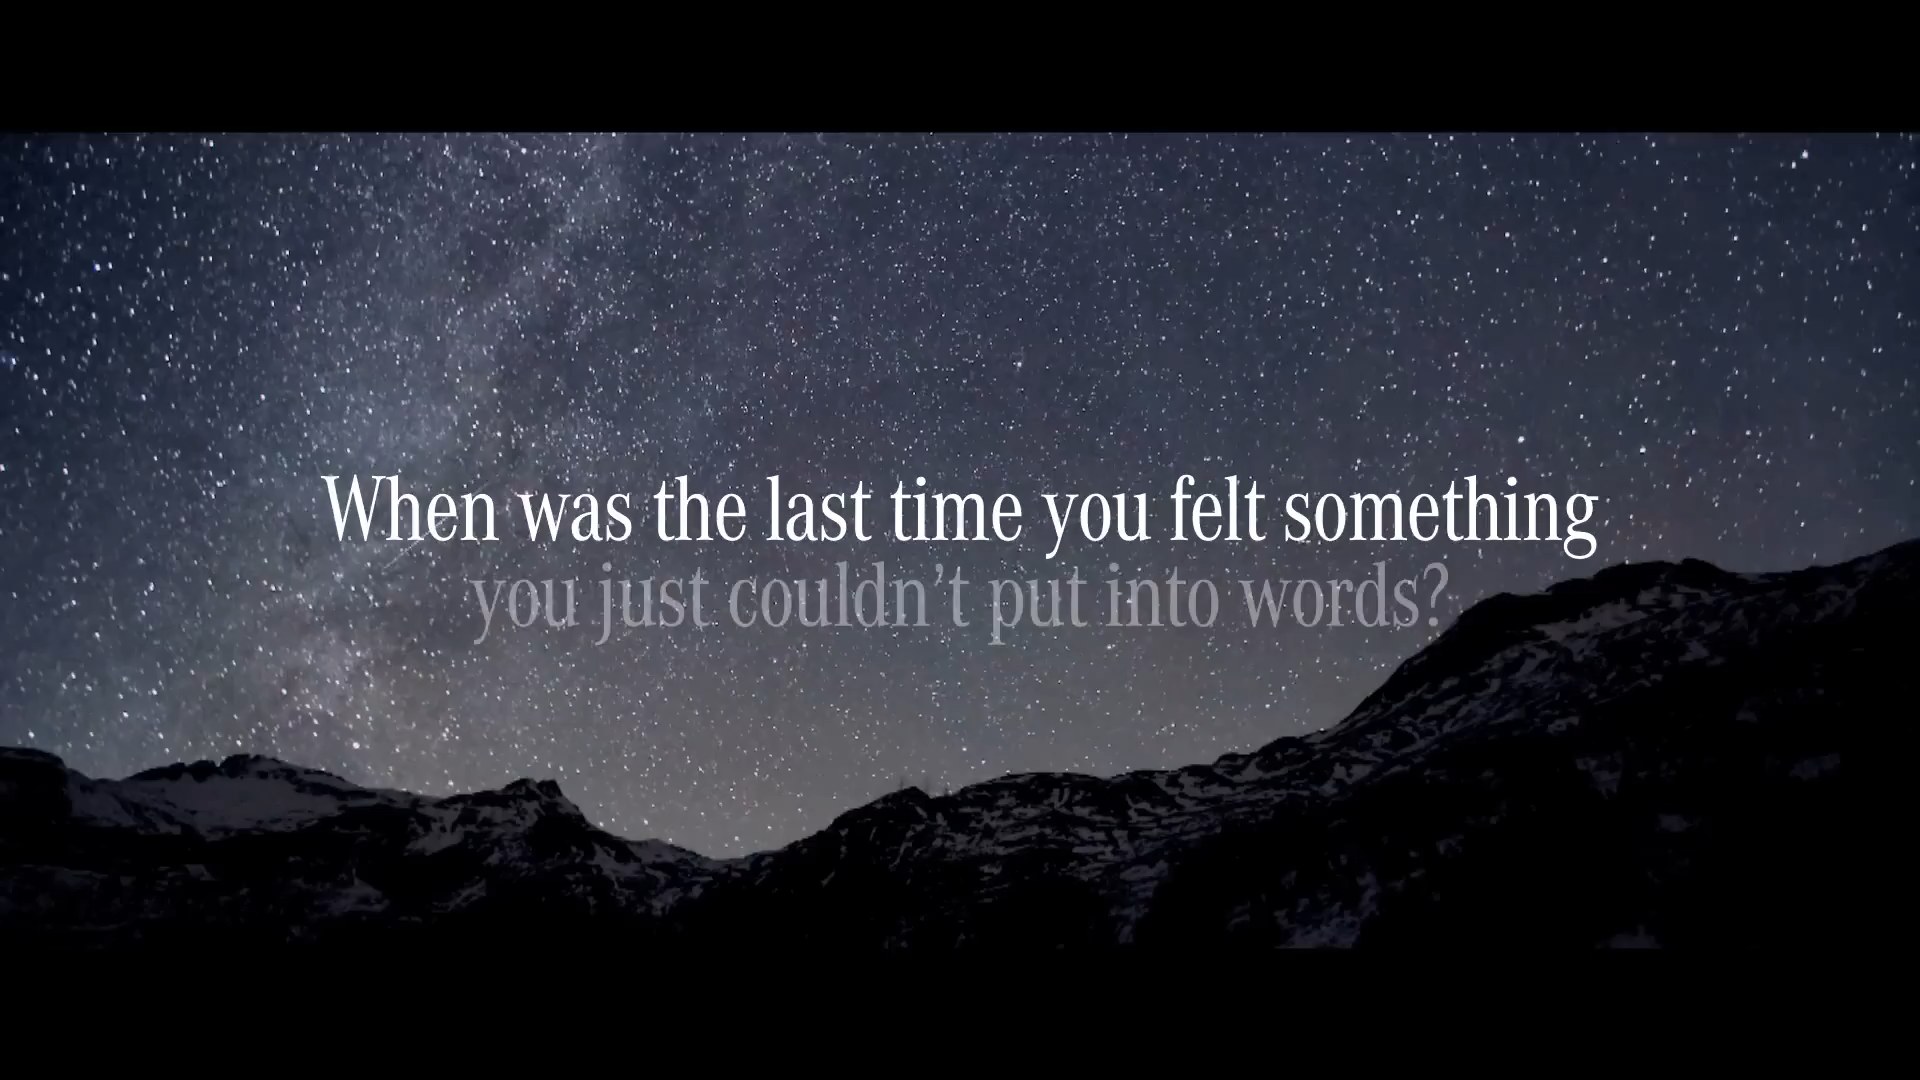 When was the last time you felt something
you just couldn’t put into words?